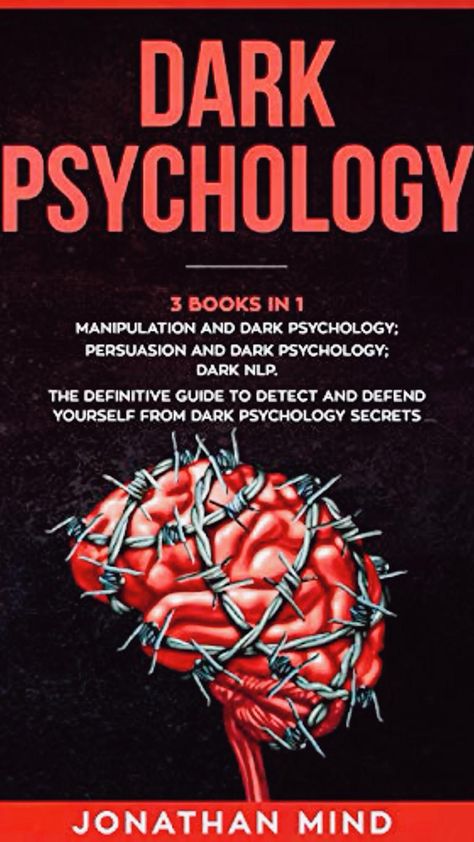 DARK
PSYCHOLOGY
3 BOOKS IN 1
MANIPULATION AND DARK PSYCHOLOGY;
PERSUASION AND DARK PSYCHOLOGY;
DARK NLP.
THE DEFINITIVE GUIDE TO DETECT AND DEFEND
YOURSELF FROM DARK PSYCHOLOGY SECRETS
JONATHAN MIND